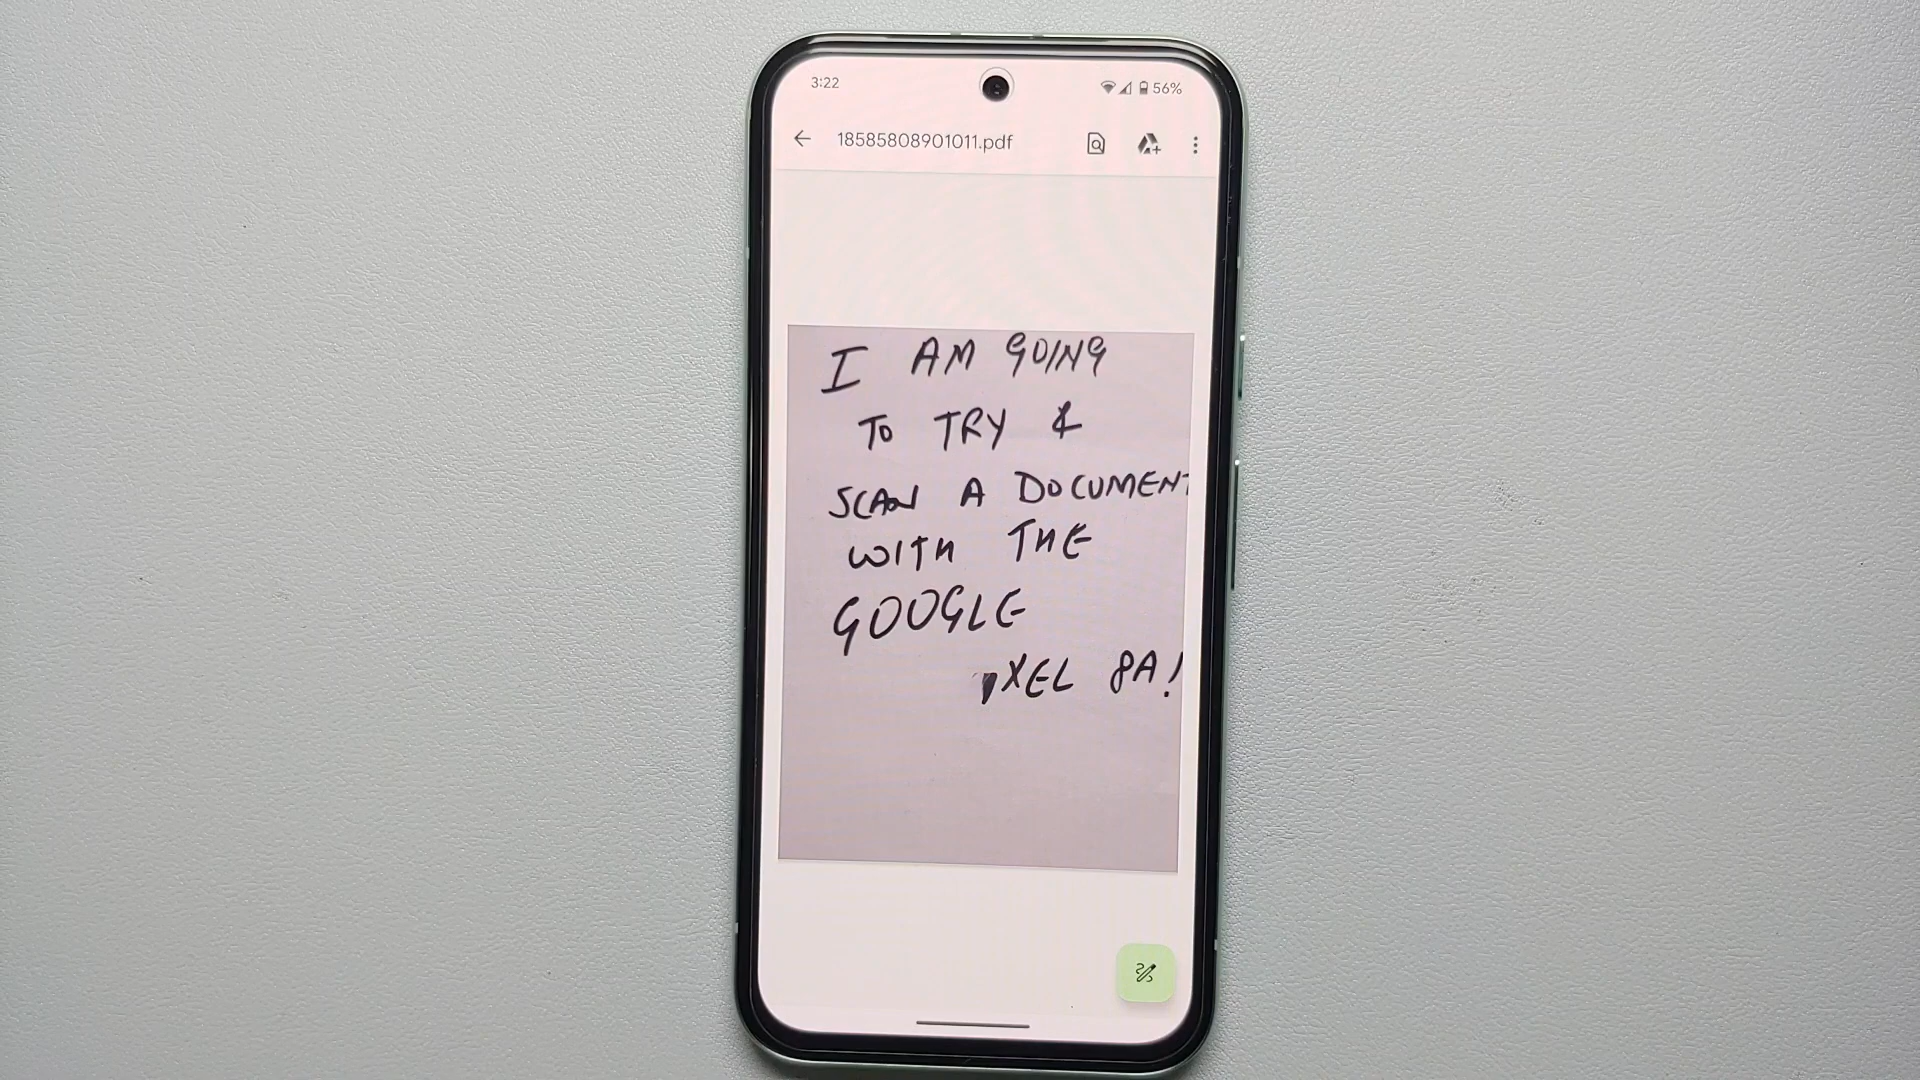 3:22
56%
18585808901011.pdf
I AM GOING
TO TRY &
SCAN A DOCUMENT
WITH THE
GOOGLE
XEL 8A!